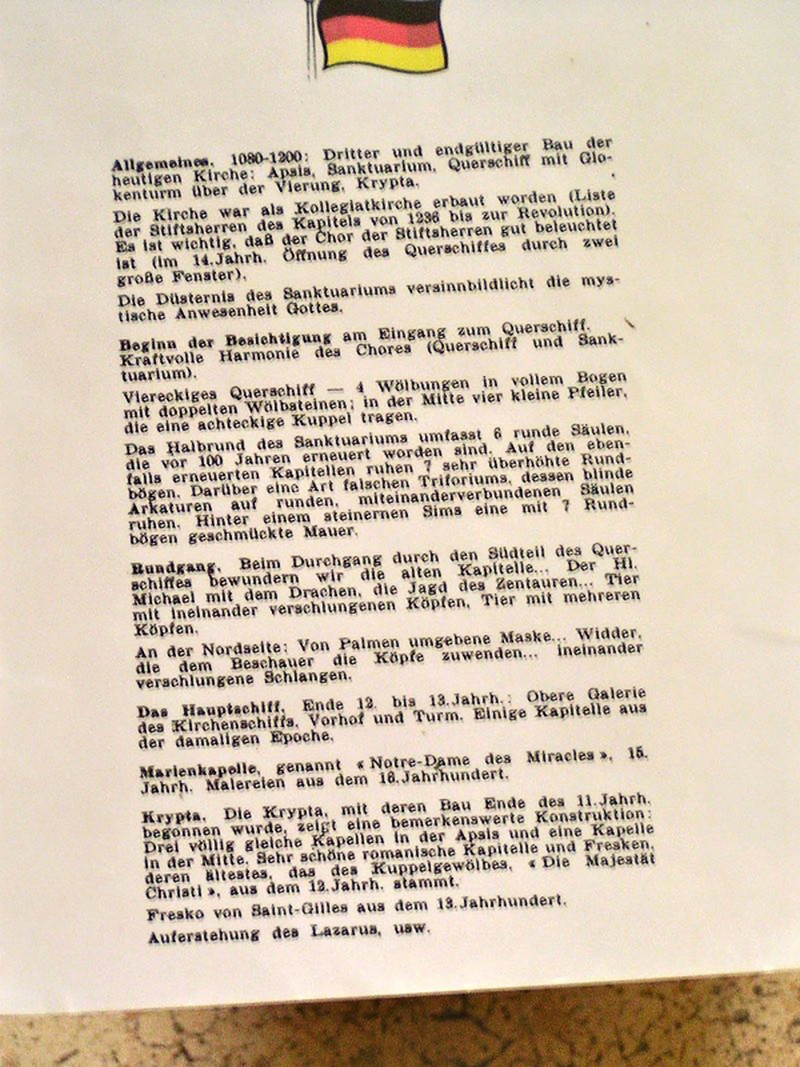 Allgemeines. 1080-1200: Dritter und endgültiger Bau der
heutigen Kirche: Apsis, Sanktuarium, Querschiff mit Glo-
kenturm über der Vierung, Krypta.
Die Kirche war als Kollegiatkirche erbaut worden (Liste
der Stiftsherren des Kapitels von 1236 bis zur Revolution).
Es ist wichtig, daß der Chor der Stiftsherren gut beleuchtet
ist (im 14.Jahrh. Öffnung des Querschiffes durch zwei
große Fenster).
Die Düsternis des Sanktuariums versinnbildlicht die mys-
tische Anwesenheit Gottes.
Beginn der Besichtigung am Eingang zum Querschiff.
Kraftvolle Harmonie des Chores (Querschiff und Sank-
tuarium).
Viereckiges Querschiff — 4 Wölbungen in vollem Bogen
mit doppelten Wölbsteinen; in der Mitte vier kleine Pfeiler,
die eine achteckige Kuppel tragen.
Das Halbrund des Sanktuariums umfasst 6 runde Säulen,
die vor 100 Jahren erneuert worden sind. Auf den eben-
falls erneuerten Kapitellen ruhen 7 sehr überhöhte Rund-
bögen. Darüber eine Art falschen Triforiums, dessen blinde
Arkaturen auf runden, miteinanderverbundenen Säulen
ruhen. Hinter einem steinernen Sims eine mit 7 Rund-
bögen geschmückte Mauer.
Rundgang. Beim Durchgang durch den Südteil des Quer-
schiffes bewundern wir die alten Kapitelle... Der Hl.
Michael mit dem Drachen, die Jagd des Zentauren... Tier
mit ineinander verschlungenen Köpfen, Tier mit mehreren
Köpfen.
An der Nordseite: Von Palmen umgebene Maske... Widder,
die dem Beschauer die Köpfe zuwenden... ineinander
verschlungene Schlangen.
Das Hauptschiff, Ende 12. bis 13.Jahrh.: Obere Galerie
des Kirchenschiffs, Vorhof und Turm. Einige Kapitelle aus
der damaligen Epoche.
Marienkapelle, genannt « Notre-Dame des Miracles », 15.
Jahrh. Malereien aus dem 16.Jahrhundert.
Krypta. Die Krypta, mit deren Bau Ende des 11.Jahrh.
begonnen wurde, zeigt eine bemerkenswerte Konstruktion:
Drei völlig gleiche Kapellen in der Apsis und eine Kapelle
in der Mitte. Sehr schöne romanische Kapitelle und Fresken,
deren ältestes, das des Kuppelgewölbes, « Die Majestät
Christi », aus dem 12.Jahrh. stammt.
Fresko von Saint-Gilles aus dem 13.Jahrhundert.
Auferstehung des Lazarus, usw.